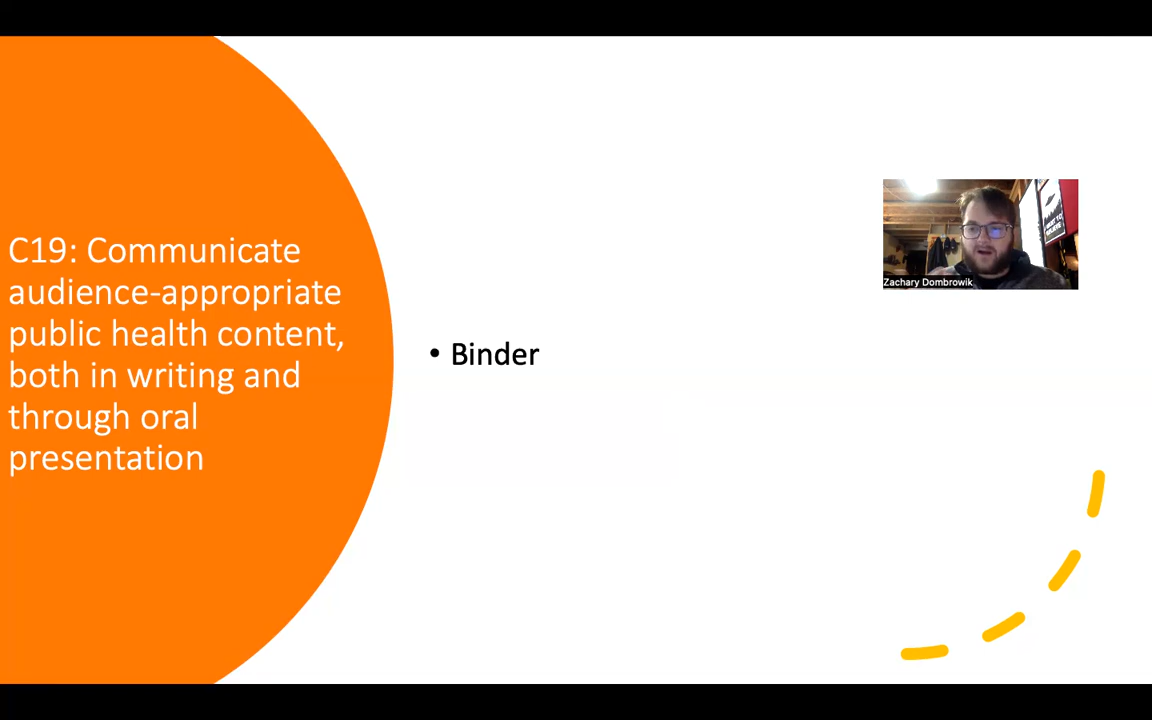 C19: Communicate
audience-appropriate
public health content,
both in writing and
through oral
presentation
• Binder
Zachary Dombrowik